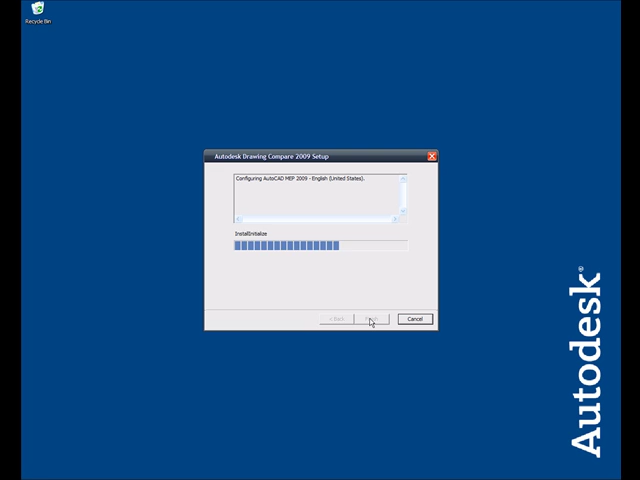 Recycle Bin
Autodesk Drawing Compare 2009 Setup
Configuring AutoCAD MEP 2009 - English (United States).
InstallInitialize
< Back
Cancel
Autodesk®